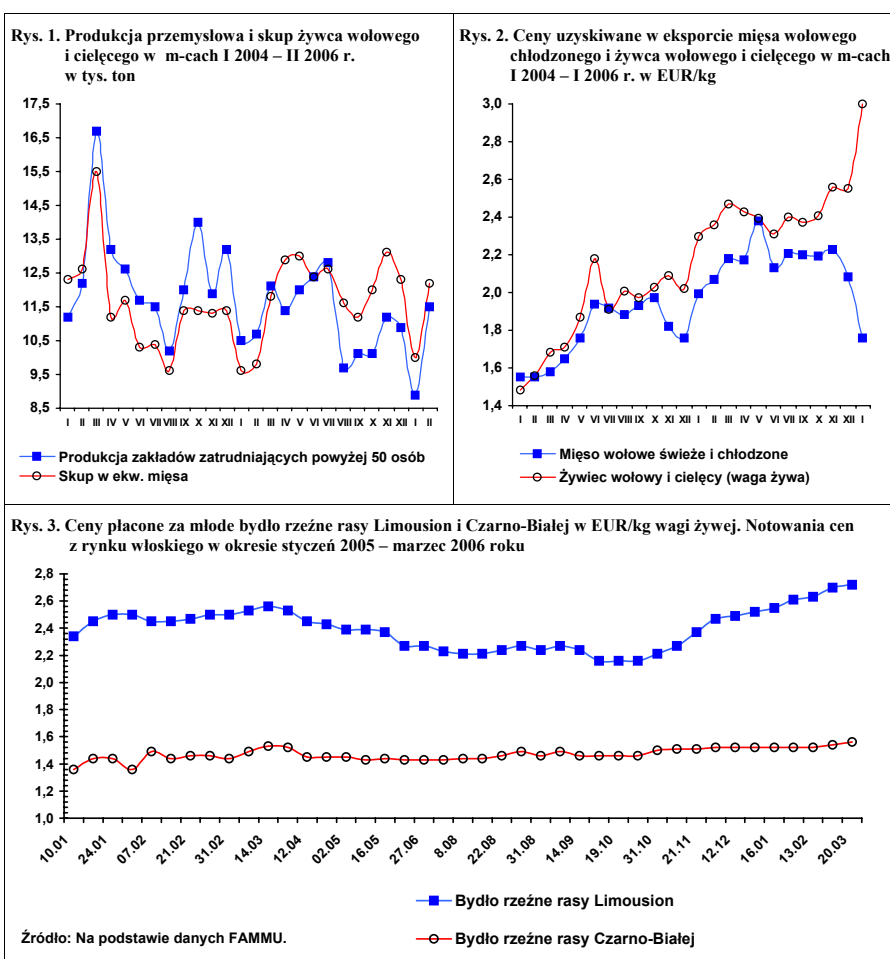 Rys. 1. Produkcja przemysłowa i skup żywca wołowego
i cielęcego w m-cach I 2004 – II 2006 r.
w tys. ton
17,5
16,5
15,5
14,5
13,5
12,5
11,5
10,5
9,5
8,5
I II III IV V VI VII VIII IX X XI XII I II III IV V VI VII VIII IX X XI XII I II
Produkcja zakładów zatrudniających powyżej 50 osób
Skup w ekw. mięsa
Rys. 2. Ceny uzyskiwane w eksporcie mięsa wołowego
chłodzonego i żywca wołowego i cielęcego w m-cach
I 2004 – I 2006 r. w EUR/kg
3,0
2,8
2,6
2,4
2,2
2,0
1,8
1,6
1,4
I II III IV V VI VII VIII IX X XI XII I II III IV V VI VII VIII IX X XI XII I
Mięso wołowe świeże i chłodzone
Żywiec wołowy i cielęcy (waga żywa)
Rys. 3. Ceny płacone za młode bydło rzeźne rasy Limousion i Czarno-Białej w EUR/kg wagi żywej. Notowania cen
z rynku włoskiego w okresie styczeń 2005 – marzec 2006 roku
2,8
2,6
2,4
2,2
2,0
1,8
1,6
1,4
1,2
1,0
10.01 24.01 07.02 21.02 31.02 14.03 12.04 02.05 16.05 27.06 8.08 22.08 31.08 14.09 19.10 31.10 21.11 12.12 16.01 13.02 20.03
Bydło rzeźne rasy Limousion
Bydło rzeźne rasy Czarno-Białej
Źródło: Na podstawie danych FAMMU.